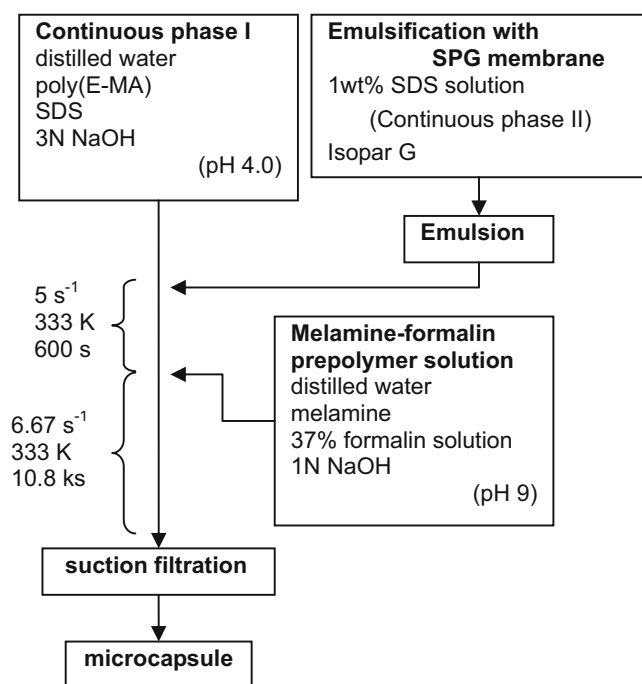 Continuous phase I
distilled water
poly(E-MA)
SDS
3N NaOH
(pH 4.0)
Emulsification with
SPG membrane
1wt% SDS solution
(Continuous phase II)
Isopar G
Emulsion
5 s⁻¹
333 K
600 s
Melamine-formalin
prepolymer solution
distilled water
melamine
37% formalin solution
1N NaOH
(pH 9)
6.67 s⁻¹
333 K
10.8 ks
suction filtration
microcapsule